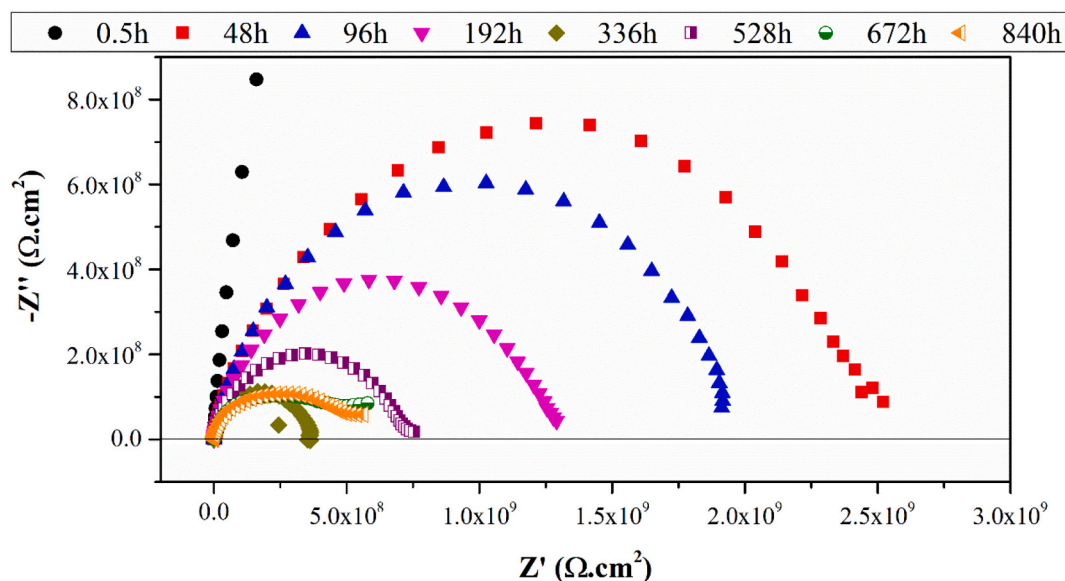 0.5h 48h 96h 192h 336h 528h 672h 840h
8.0x10⁸
6.0x10⁸
4.0x10⁸
2.0x10⁸
0.0
-Z'' (Ω.cm²)
0.0 5.0x10⁸ 1.0x10⁹ 1.5x10⁹ 2.0x10⁹ 2.5x10⁹ 3.0x10⁹
Z' (Ω.cm²)